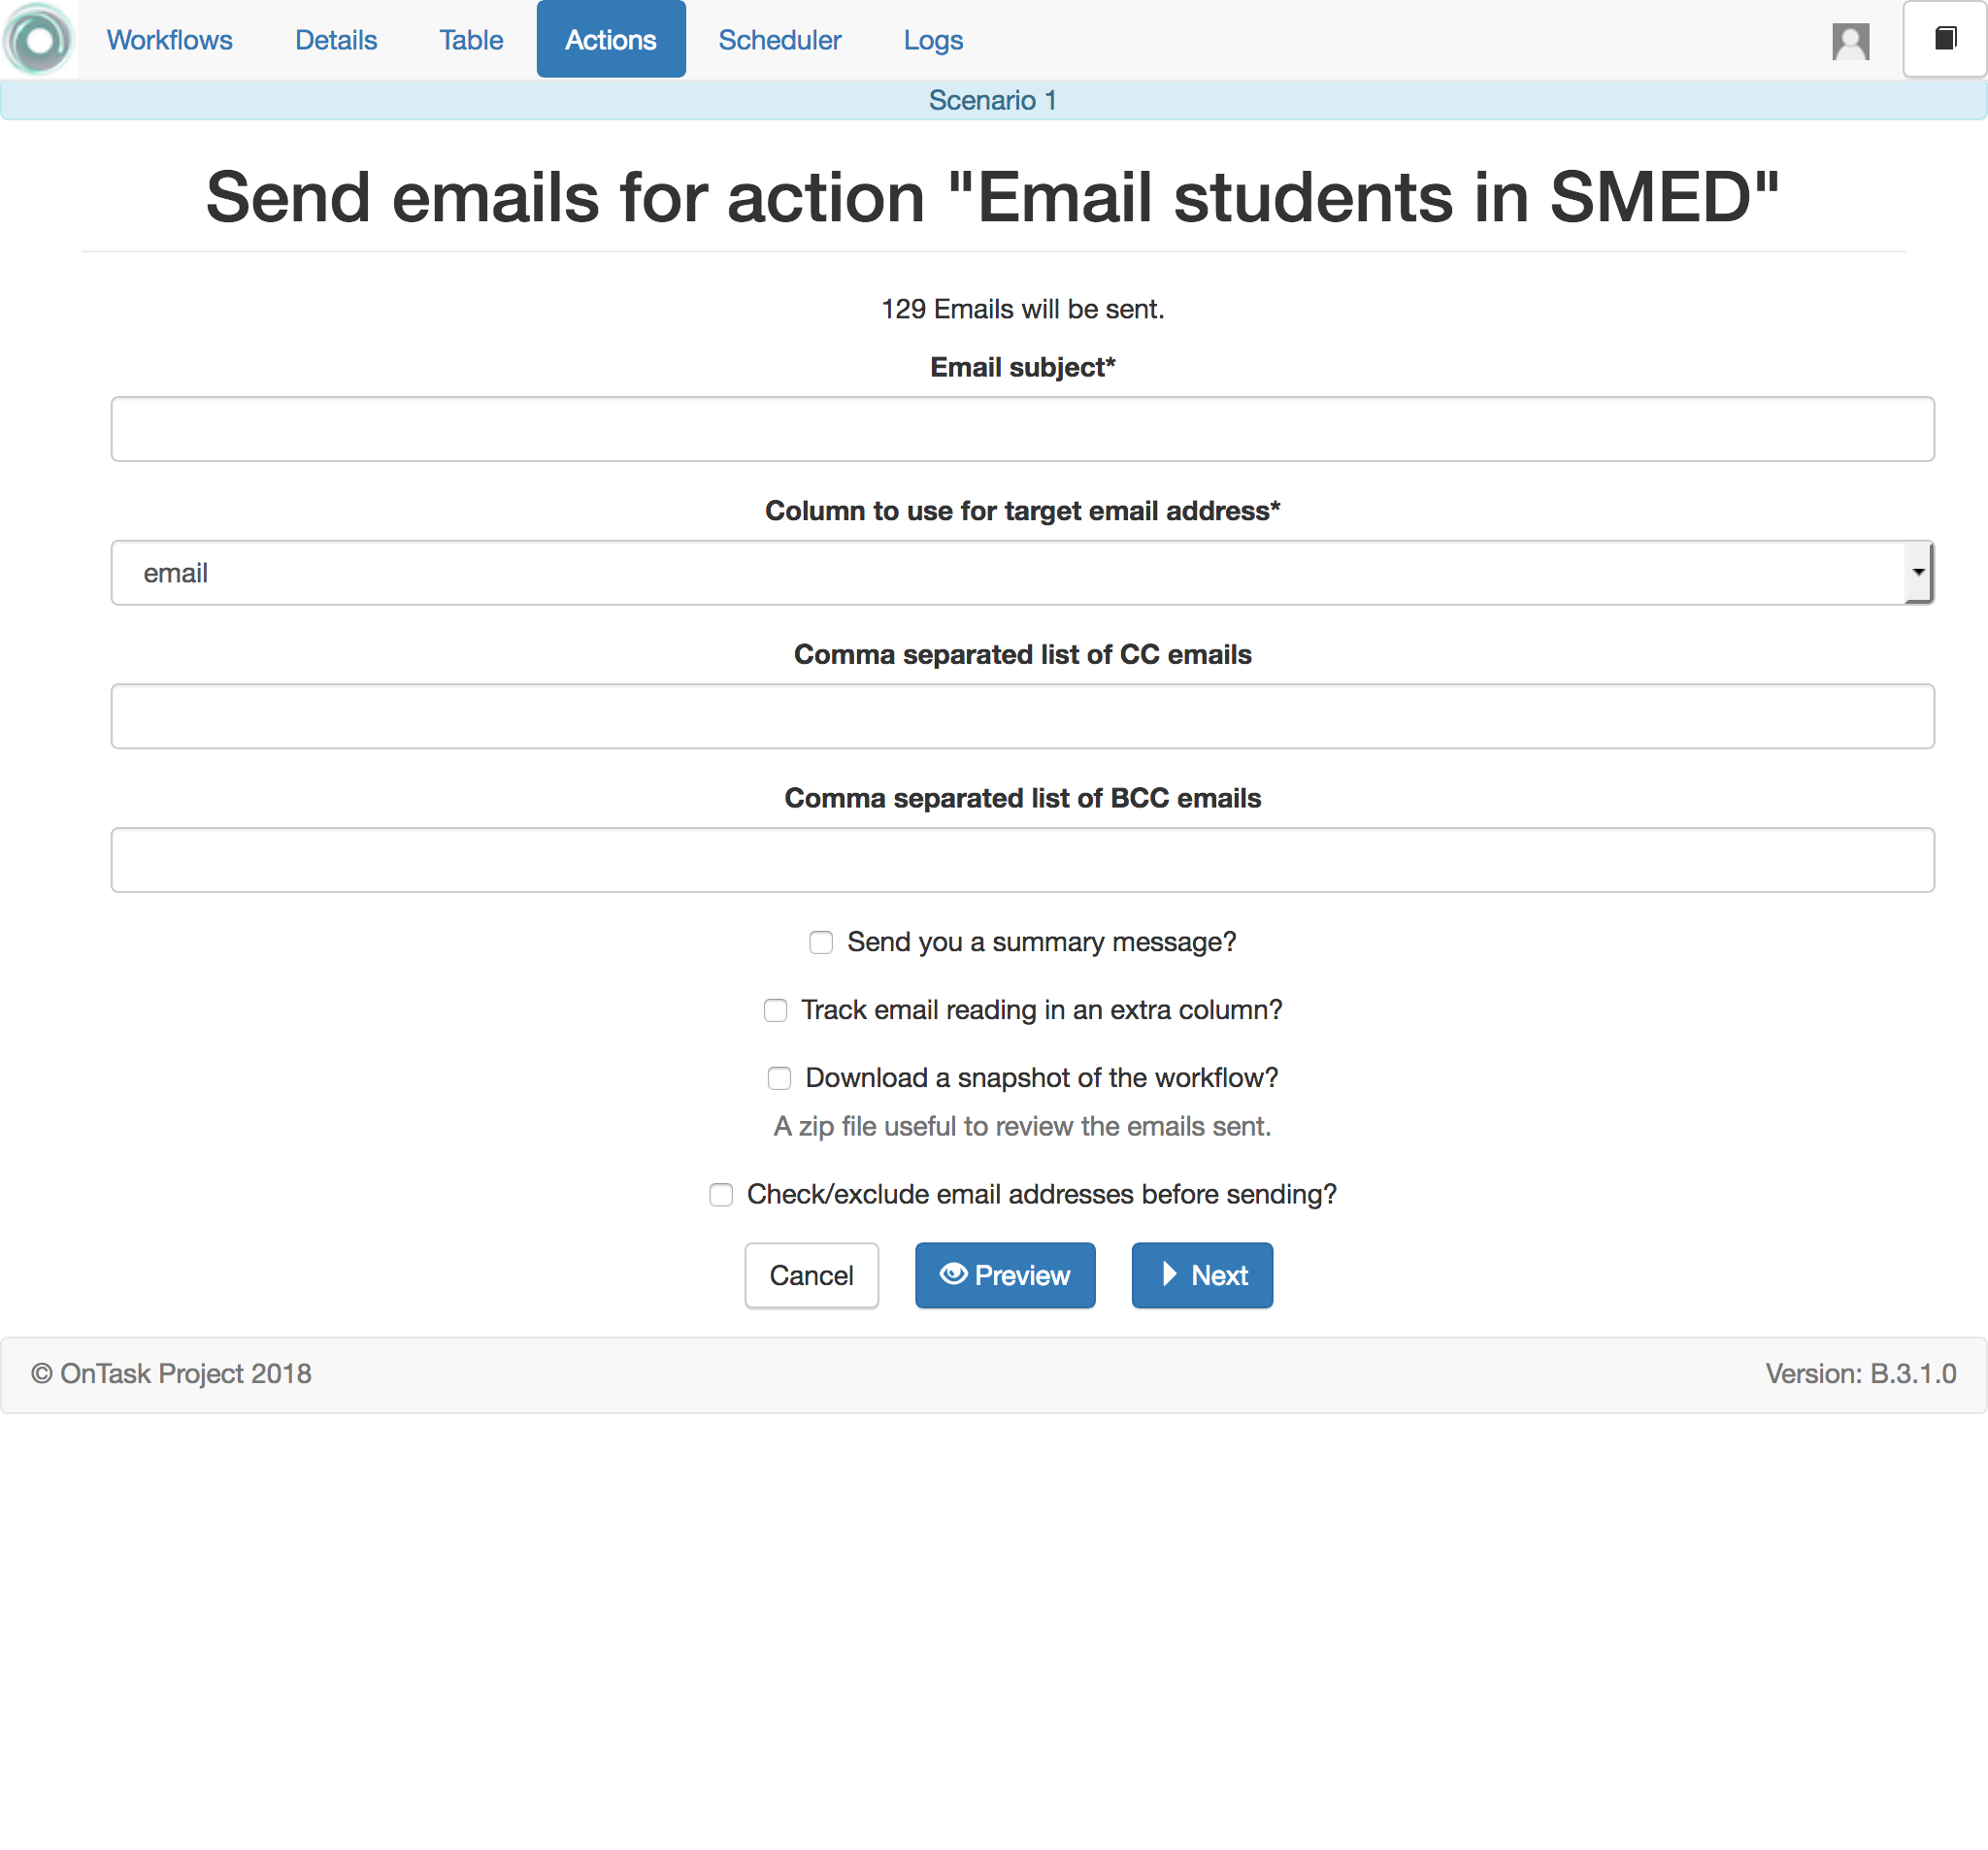 Workflows Details Table Actions Scheduler Logs
Scenario 1
Send emails for action "Email students in SMED"
129 Emails will be sent.
Email subject*
Column to use for target email address*
email
Comma separated list of CC emails
Comma separated list of BCC emails
Send you a summary message?
Track email reading in an extra column?
Download a snapshot of the workflow?
A zip file useful to review the emails sent.
Check/exclude email addresses before sending?
Cancel Preview Next
© OnTask Project 2018 Version: B.3.1.0